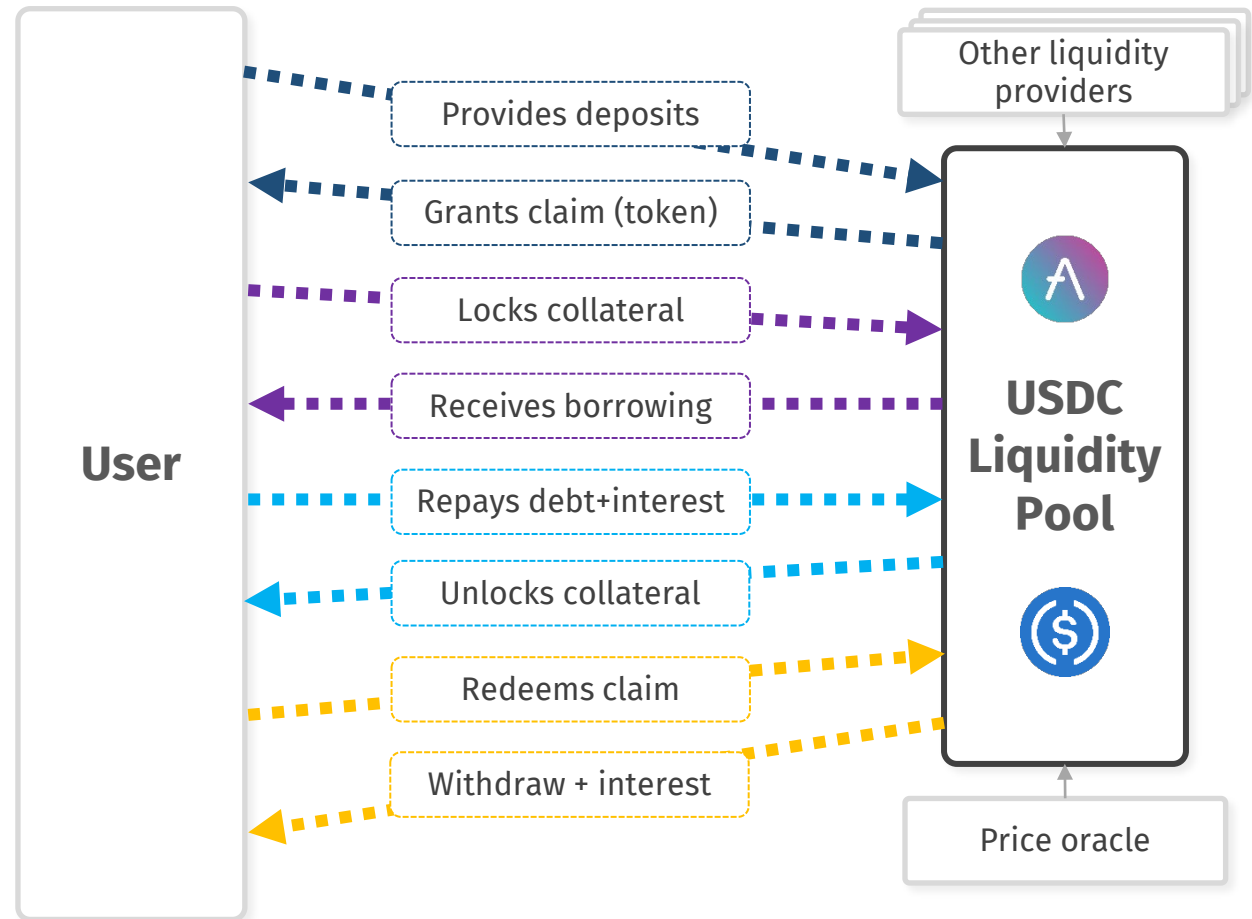 Other liquidity
providers
Provides deposits
Grants claim (token)
Locks collateral
Receives borrowing
User
USDC
Liquidity
Pool
Repays debt+interest
Unlocks collateral
Redeems claim
Withdraw + interest
Price oracle